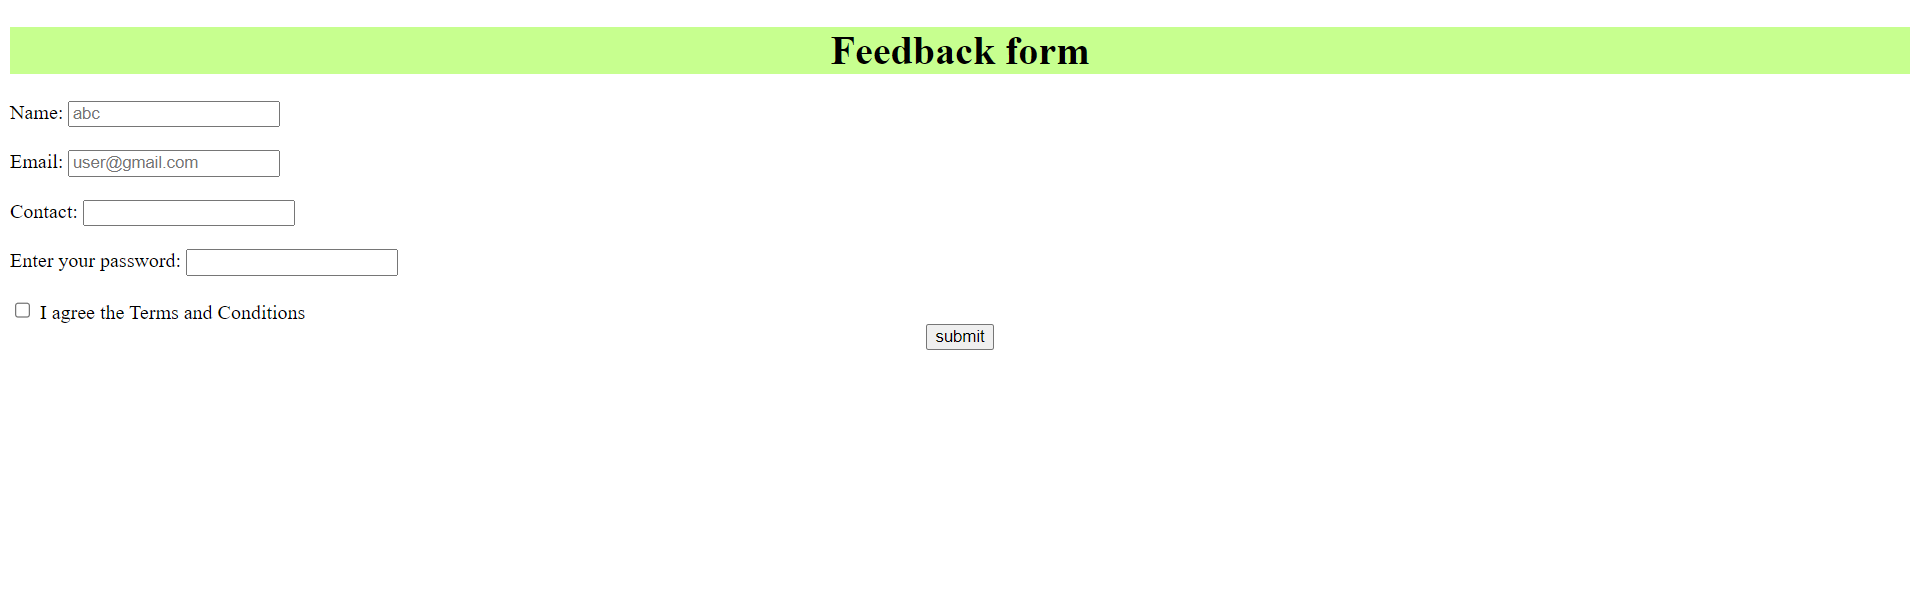 Feedback form
Name: abc
Email: user@gmail.com
Contact:
Enter your password:
I agree the Terms and Conditions
submit